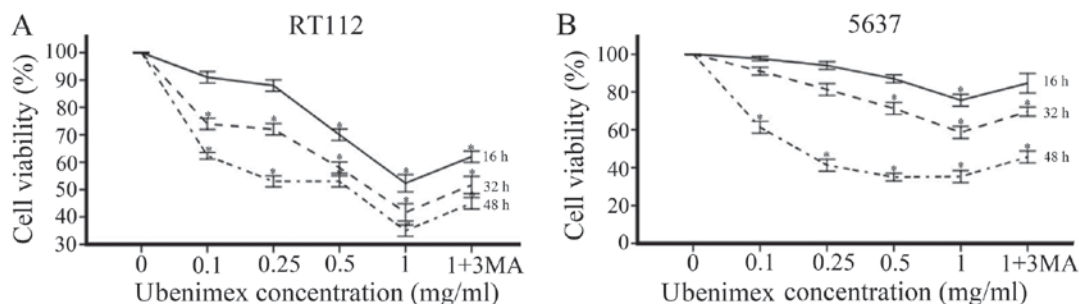 A RT112
Cell viability (%)
100
90
80
70
60
50
40
30
* * * * * * * * * * * *
16 h
32 h
48 h
0 0.1 0.25 0.5 1 1+3MA
Ubenimex concentration (mg/ml)
B 5637
Cell viability (%)
100
80
60
40
20
0
* * * * * * * * *
16 h
32 h
48 h
0 0.1 0.25 0.5 1 1+3MA
Ubenimex concentration (mg/ml)